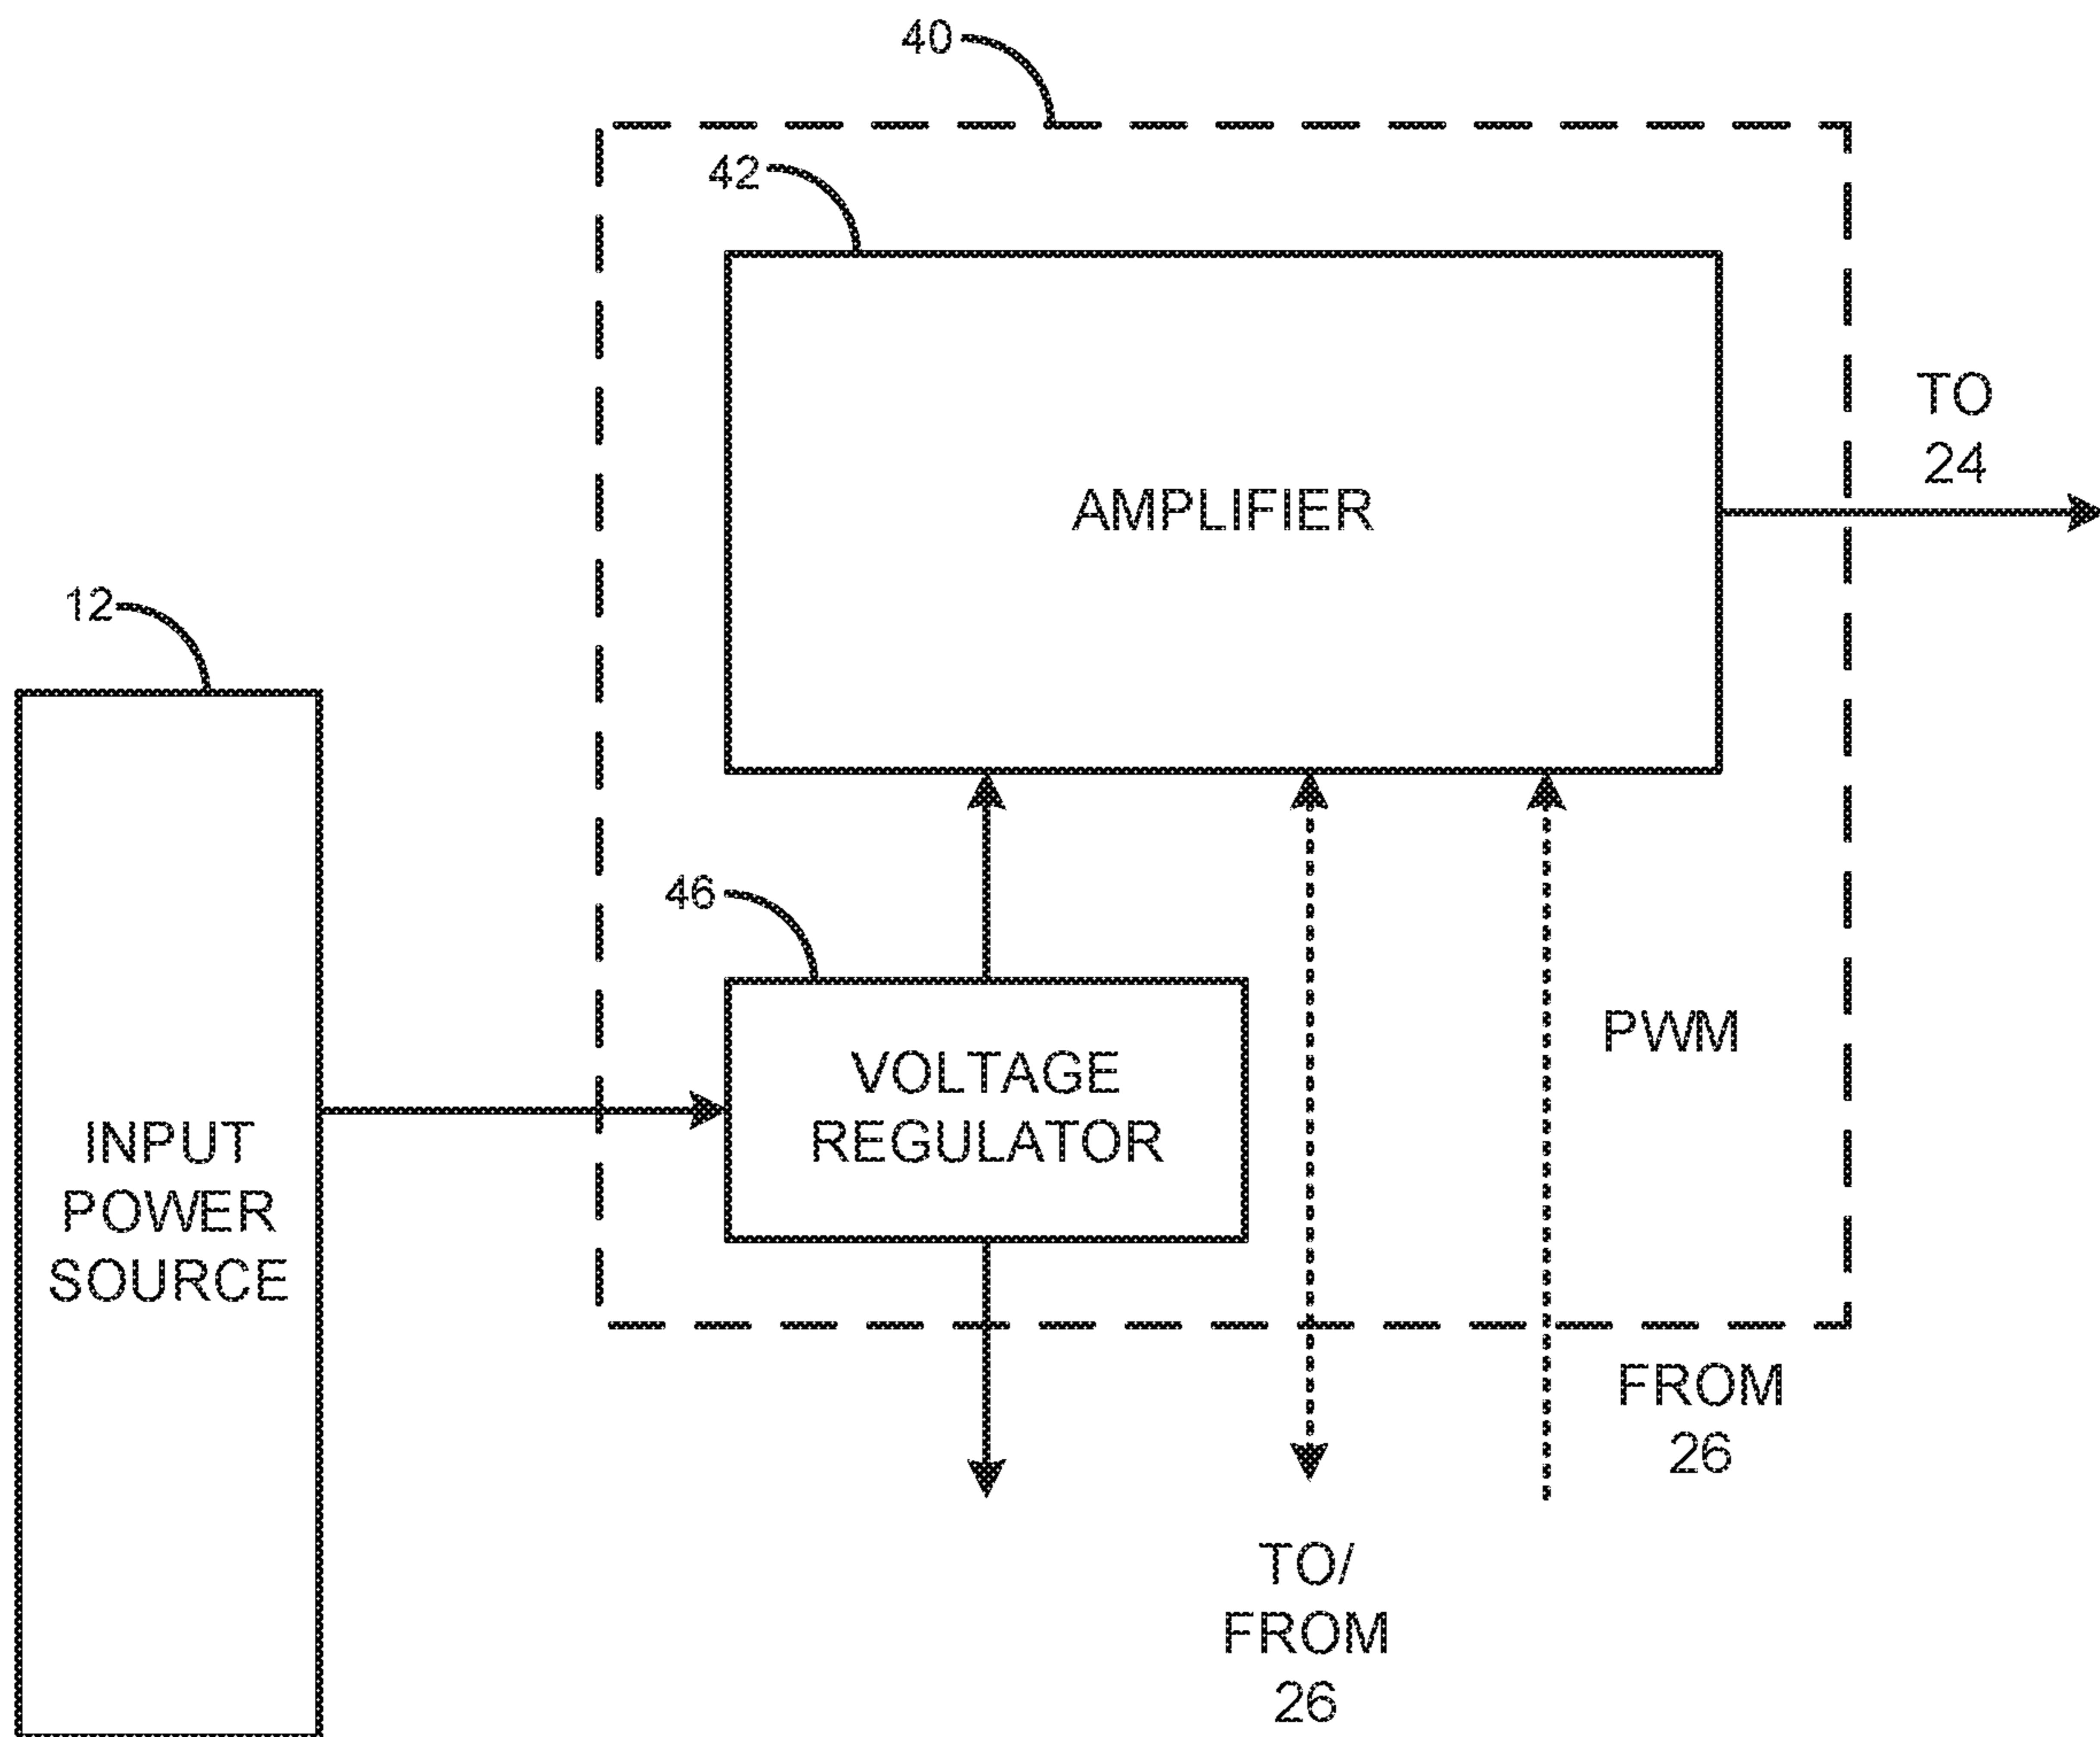 40
42
AMPLIFIER
TO
24
12
46
VOLTAGE
REGULATOR
PWM
INPUT
POWER
SOURCE
FROM
26
TO/
FROM
26